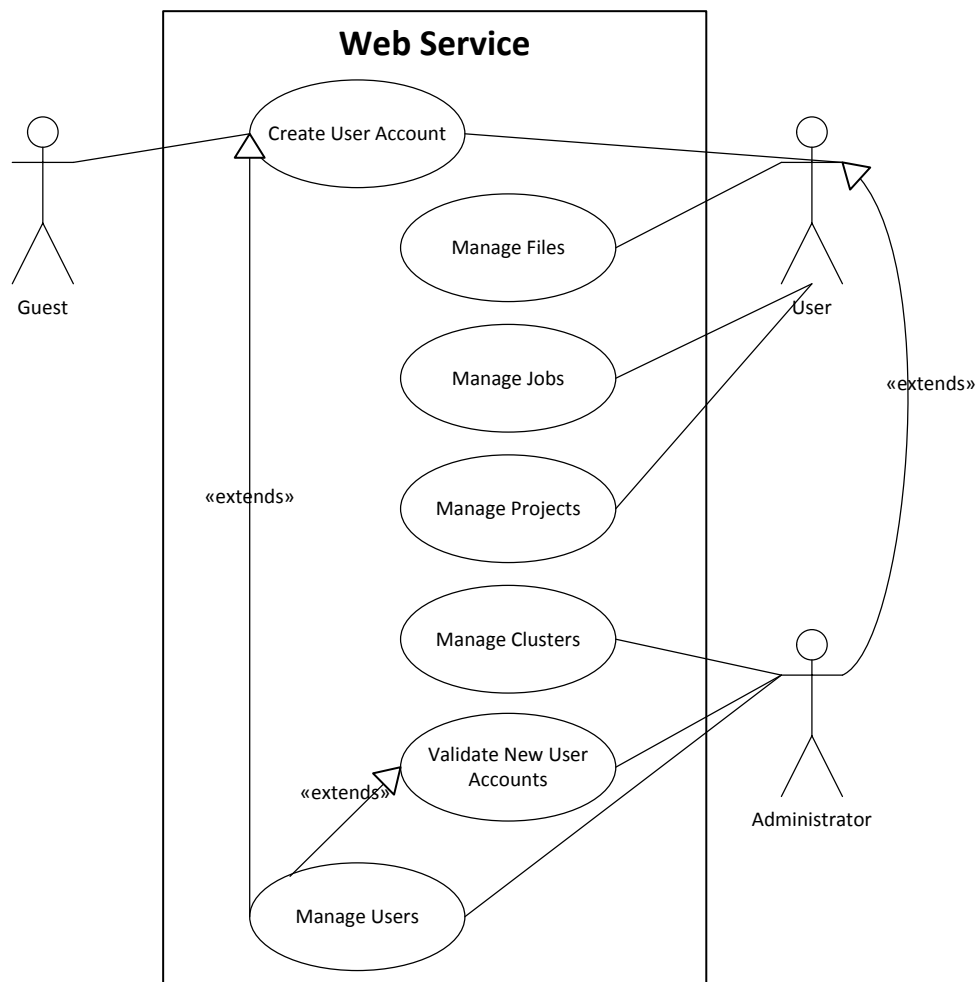 Web Service
Create User Account
Manage Files
Guest
User
Manage Jobs
«extends»
«extends»
Manage Projects
Manage Clusters
Validate New User
Accounts
«extends»
Administrator
Manage Users